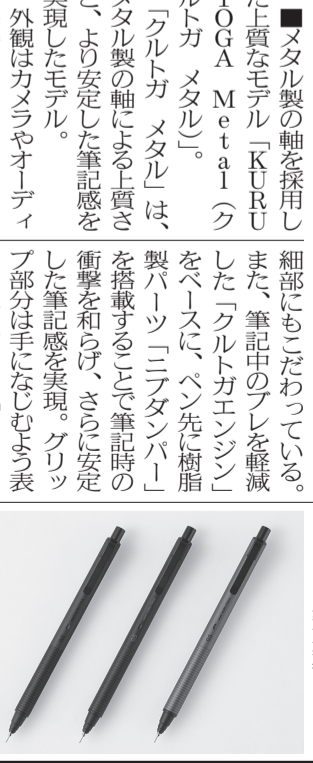 ■メタル製の軸を採用し
た上質なモデル「KURU
TOGA Metal(ク
ルトガ メタル)」。
「クルトガ メタル」は、
メタル製の軸による上質さ
と、より安定した筆記感を
実現したモデル。
外観はカメラやオーディ
細部にもこだわっている。
また、筆記中のブレを軽減
した「クルトガエンジン」
をベースに、ペン先に樹脂
製パーツ「ニブダンパー」
を搭載することで筆記時の
衝撃を和らげ、さらに安定
した筆記感を実現。グリッ
プ部分は手になじむよう表